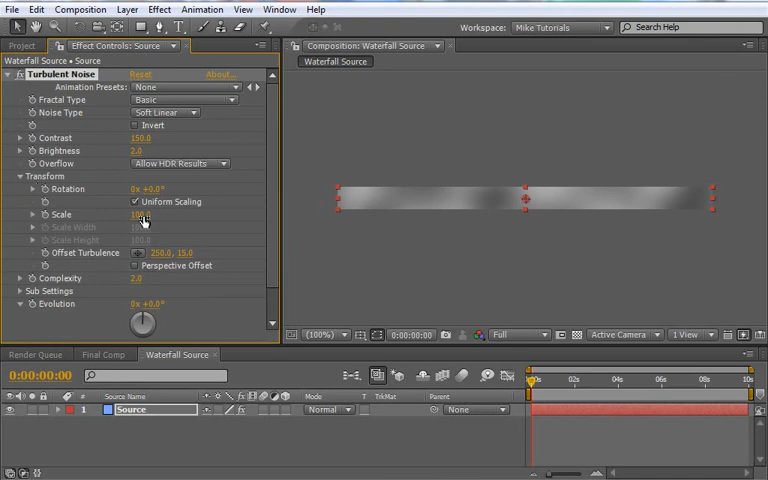 File Edit Composition Layer Effect Animation View Window Help
Workspace: Mike Tutorials Search Help
Project Effect Controls: Source Composition: Waterfall Source
Waterfall Source • Source Waterfall Source
fx Turbulent Noise Reset About...
Animation Presets: None
Fractal Type Basic
Noise Type Soft Linear
Invert
Contrast 150.0
Brightness 2.0
Overflow Allow HDR Results
Transform
Rotation 0x +0.0°
Uniform Scaling
Scale 100.0
Scale Width
Scale Height 100.0
Offset Turbulence 250.0, 15.0
Perspective Offset
Complexity 2.0
Sub Settings
Evolution 0x +0.0°
(100%) 0:00:00:00 Full Active Camera 1 View
Render Queue Final Comp Waterfall Source
0:00:00:00
02s 04s 06s 08s 10s
# Source Name Mode T TrkMat Parent
1 Source fx Normal None